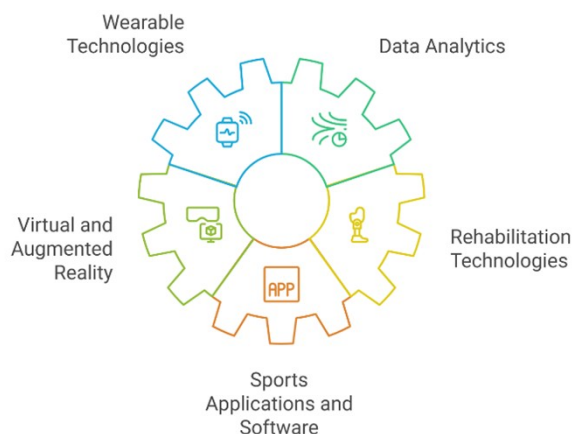 Wearable
Technologies
Data Analytics
Virtual and
Augmented
Reality
Rehabilitation
Technologies
APP
Sports
Applications and
Software